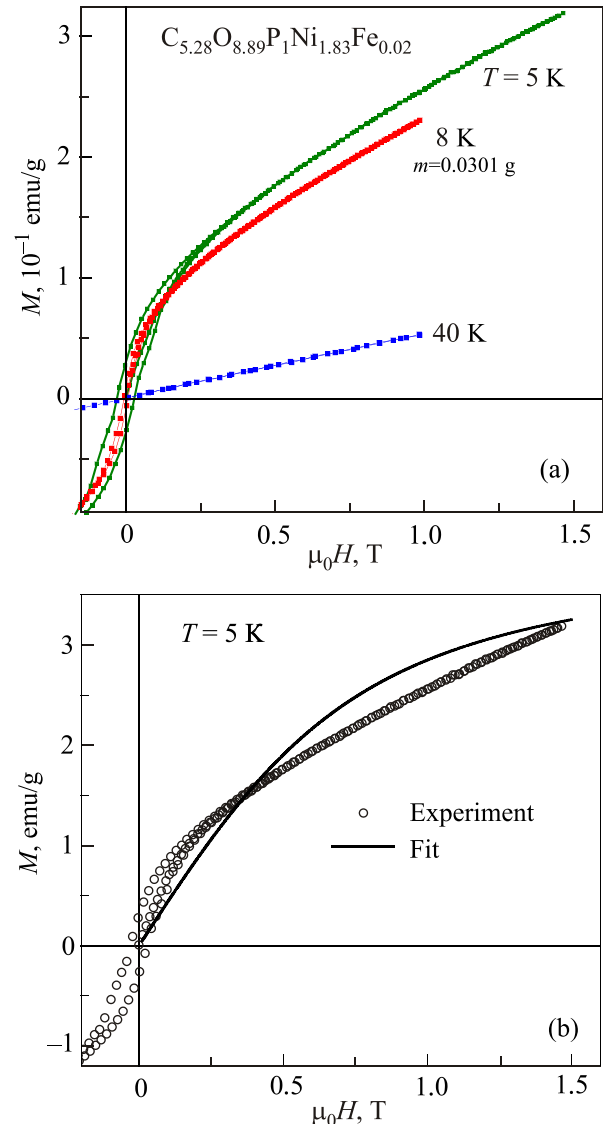 C5.28O8.89P1Ni1.83Fe0.02
3
T = 5 K
8 K
m=0.0301 g
2
M, 10–1 emu/g
1
40 K
0
(a)
0 0.5 1.0 1.5
μ0H, T
T = 5 K
3
2
M, emu/g
Experiment
Fit
1
0
–1
(b)
0 0.5 1.0 1.5
μ0H, T